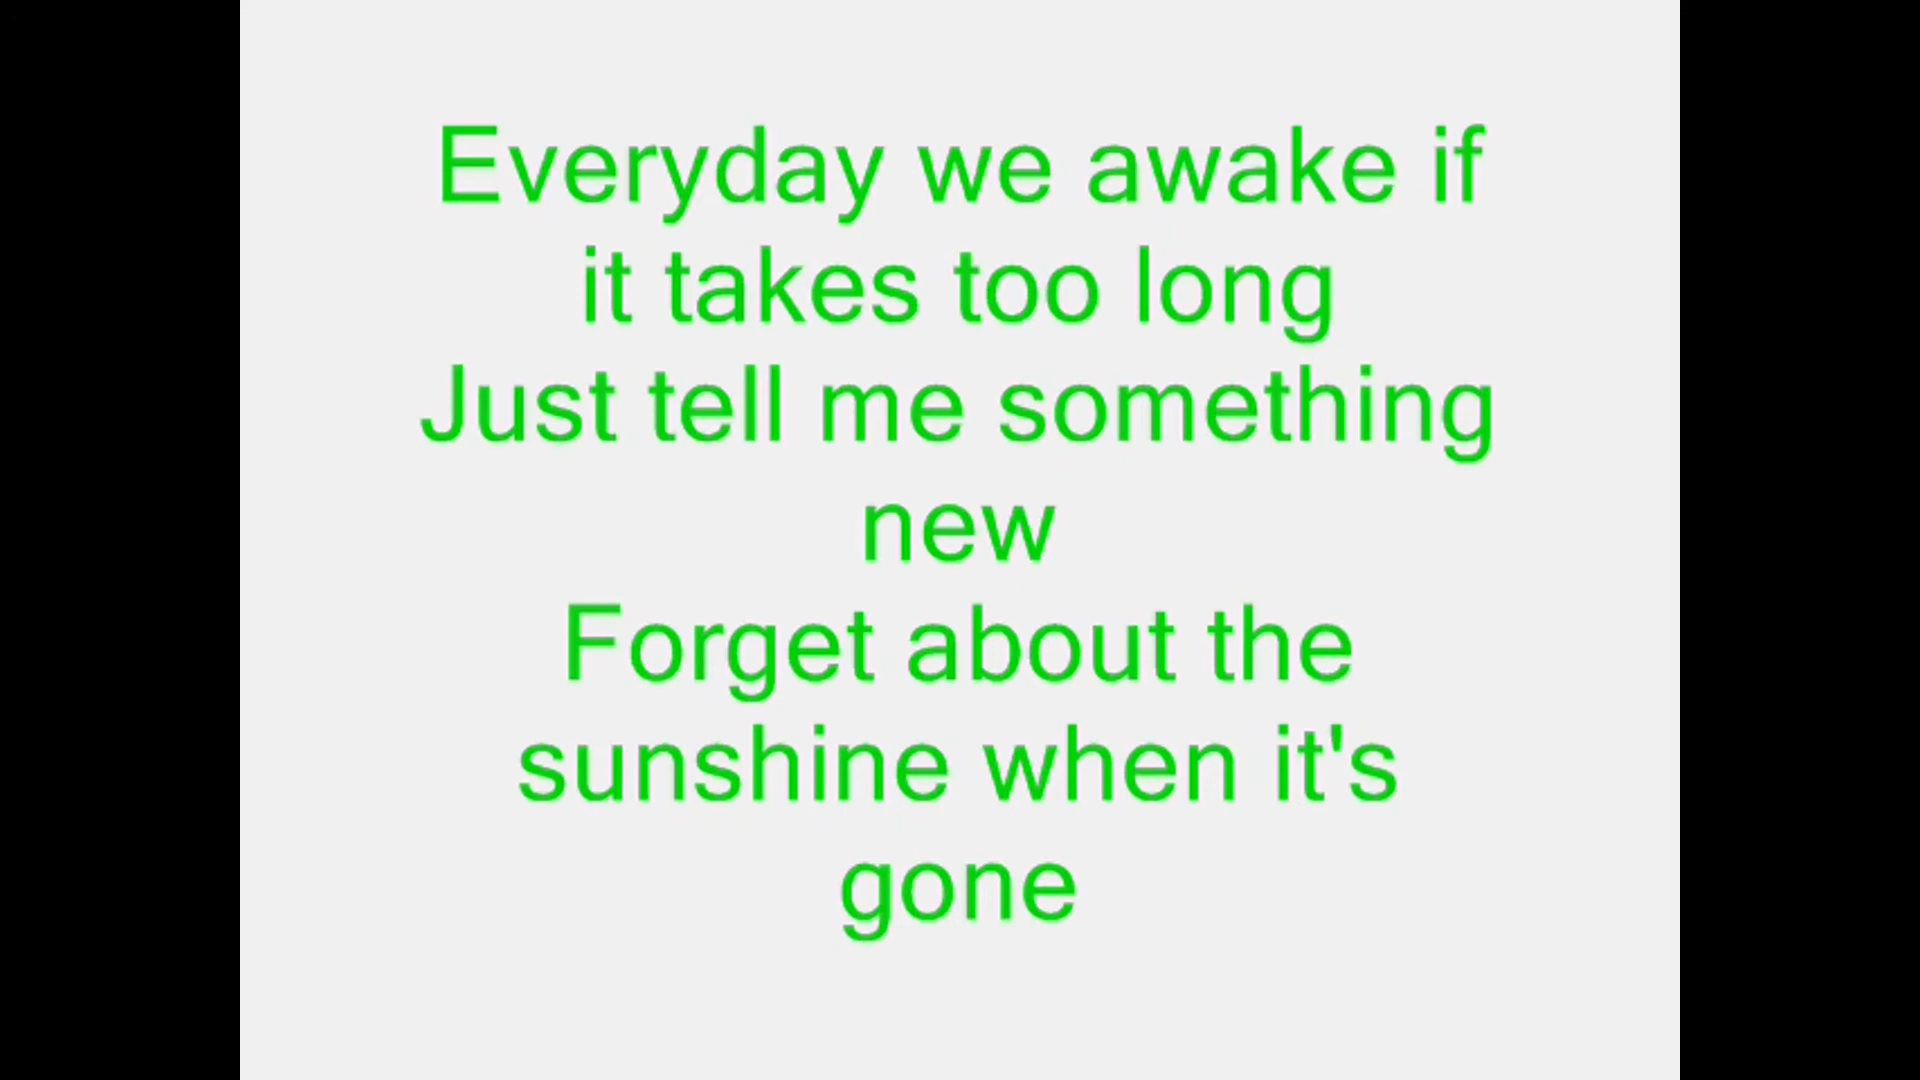 Everyday we awake if
it takes too long
Just tell me something
new
Forget about the
sunshine when it's
gone